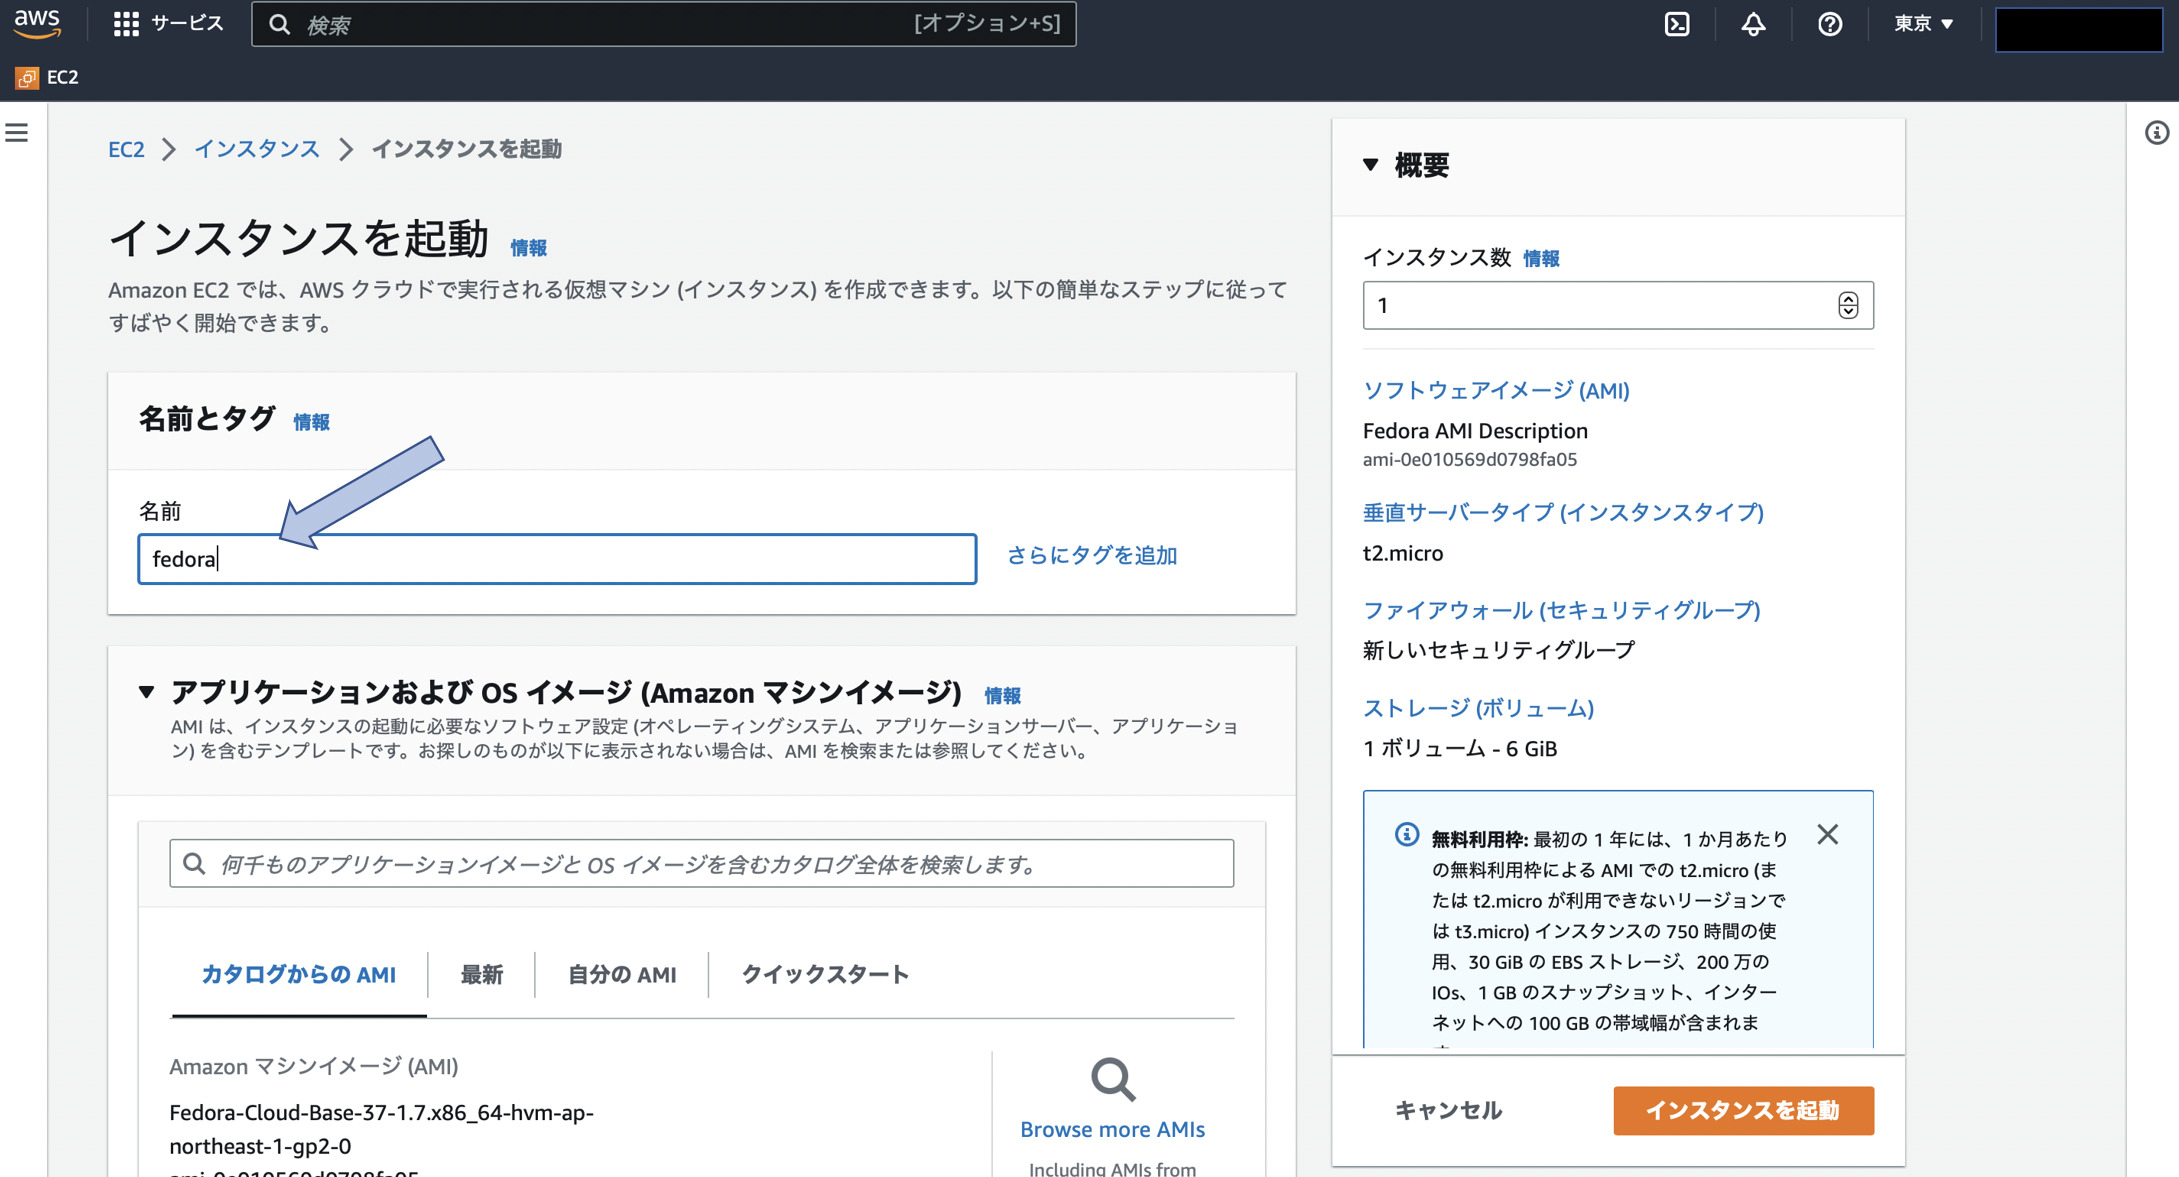 aws
サービス
検索
[オプション+S]
東京
EC2
EC2
インスタンス
インスタンスを起動
インスタンスを起動 情報
Amazon EC2 では、AWS クラウドで実行される仮想マシン (インスタンス) を作成できます。以下の簡単なステップに従って
すばやく開始できます。
名前とタグ 情報
名前
fedora
さらにタグを追加
アプリケーションおよび OS イメージ (Amazon マシンイメージ) 情報
AMI は、インスタンスの起動に必要なソフトウェア設定 (オペレーティングシステム、アプリケーションサーバー、アプリケーショ
ン) を含むテンプレートです。お探しのものが以下に表示されない場合は、AMI を検索または参照してください。
何千ものアプリケーションイメージと OS イメージを含むカタログ全体を検索します。
カタログからの AMI
最新
自分の AMI
クイックスタート
Amazon マシンイメージ (AMI)
Fedora-Cloud-Base-37-1.7.x86_64-hvm-ap-
northeast-1-gp2-0
ami-0e010569d0798fa05
Browse more AMIs
Including AMIs from
概要
インスタンス数 情報
1
ソフトウェアイメージ (AMI)
Fedora AMI Description
ami-0e010569d0798fa05
垂直サーバータイプ (インスタンスタイプ)
t2.micro
ファイアウォール (セキュリティグループ)
新しいセキュリティグループ
ストレージ (ボリューム)
1 ボリューム - 6 GiB
無料利用枠: 最初の 1 年には、1 か月あたり
の無料利用枠による AMI での t2.micro (ま
たは t2.micro が利用できないリージョンで
は t3.micro) インスタンスの 750 時間の使
用、30 GiB の EBS ストレージ、200 万の
IOs、1 GB のスナップショット、インター
ネットへの 100 GB の帯域幅が含まれま
キャンセル
インスタンスを起動